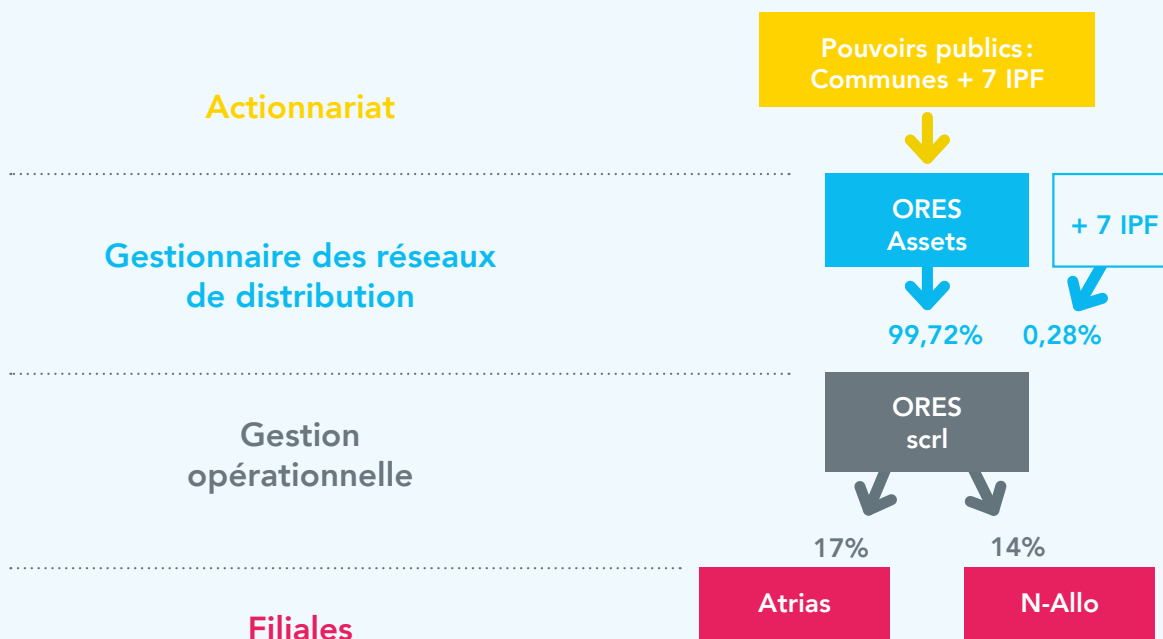 Pouvoirs publics :
Communes + 7 IPF
Actionnariat
ORES
Assets
+ 7 IPF
Gestionnaire des réseaux
de distribution
99,72%
0,28%
ORES
scrl
Gestion
opérationnelle
17%
14%
Atrias
N-Allo
Filiales